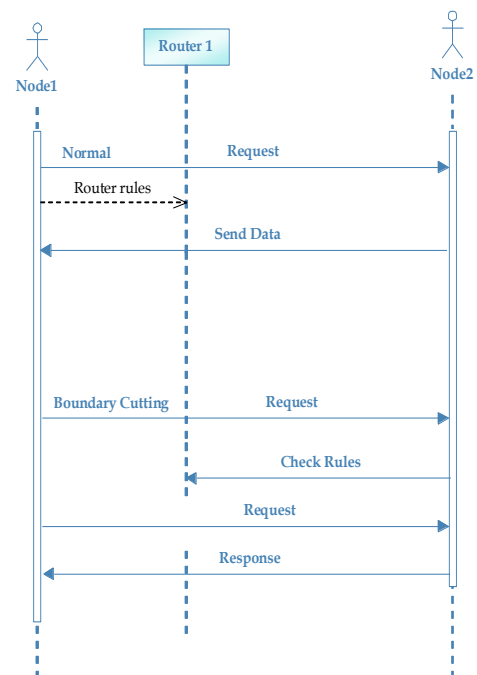 Router 1
Node1
Node2
Normal Request
Router rules
Send Data
Boundary Cutting Request
Check Rules
Request
Response